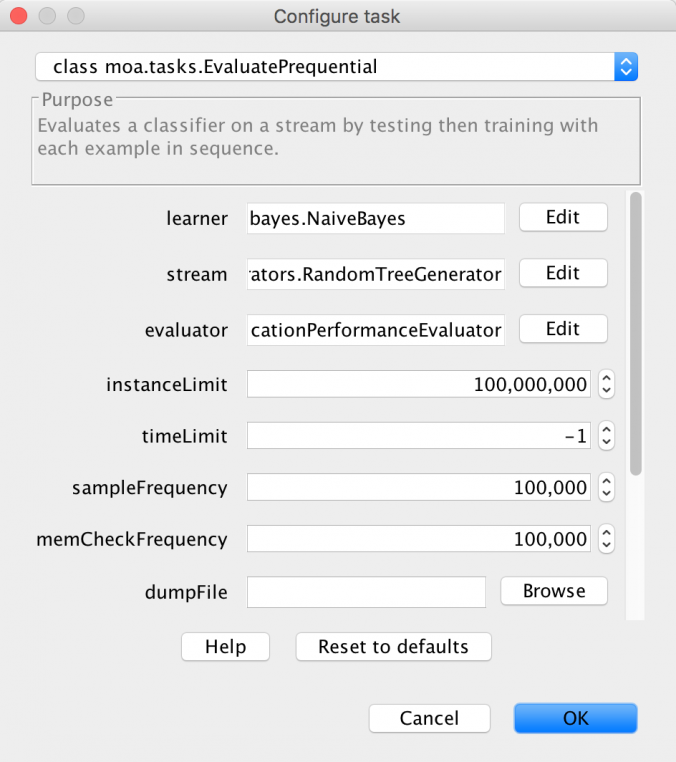 Configure task
class moa.tasks.EvaluatePrequential
Purpose
Evaluates a classifier on a stream by testing then training with
each example in sequence.
learner bayes.NaiveBayes Edit
stream rators.RandomTreeGenerator Edit
evaluator cationPerformanceEvaluator Edit
instanceLimit 100,000,000
timeLimit -1
sampleFrequency 100,000
memCheckFrequency 100,000
dumpFile Browse
Help Reset to defaults
Cancel OK